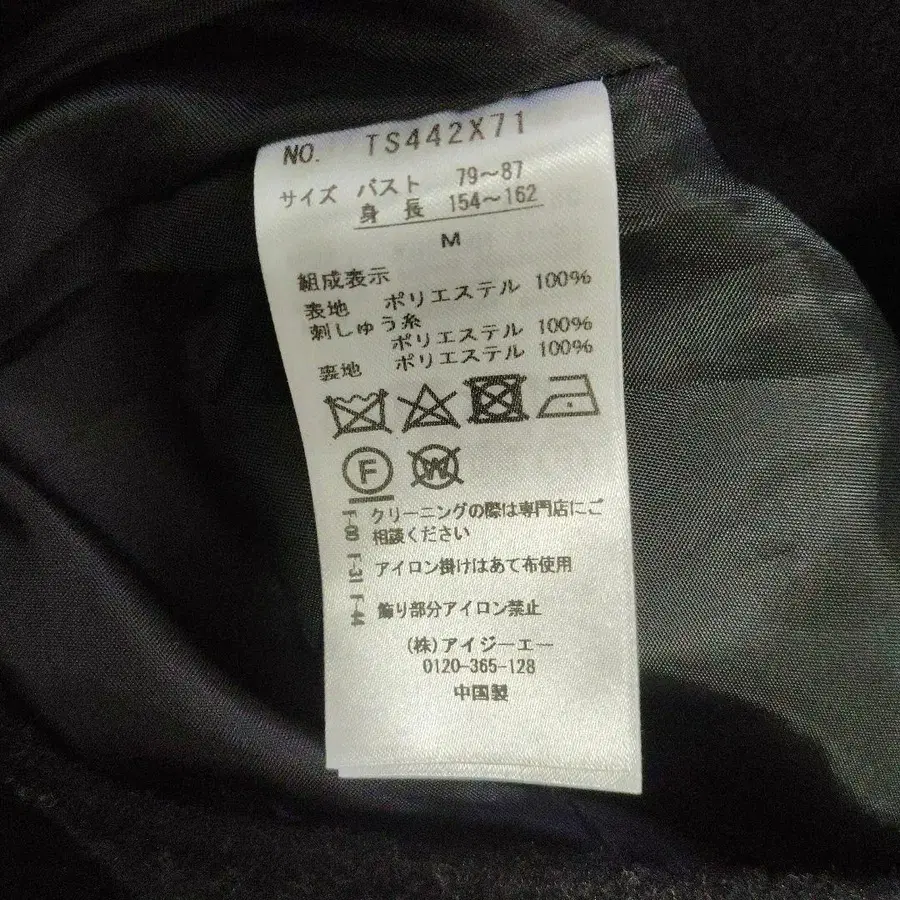 NO. TS442X71
サイズ バスト 79～87
身 長 154～162
M
組成表示
表地 ポリエステル 100%
刺しゅう糸
ポリエステル 100%
裏地 ポリエステル 100%
F
W
F-08 クリーニングの際は専門店にご
相談ください
F-31 アイロン掛けはあて布使用
F-44 飾り部分アイロン禁止
(株)アイジーエー
0120-365-128
中国製